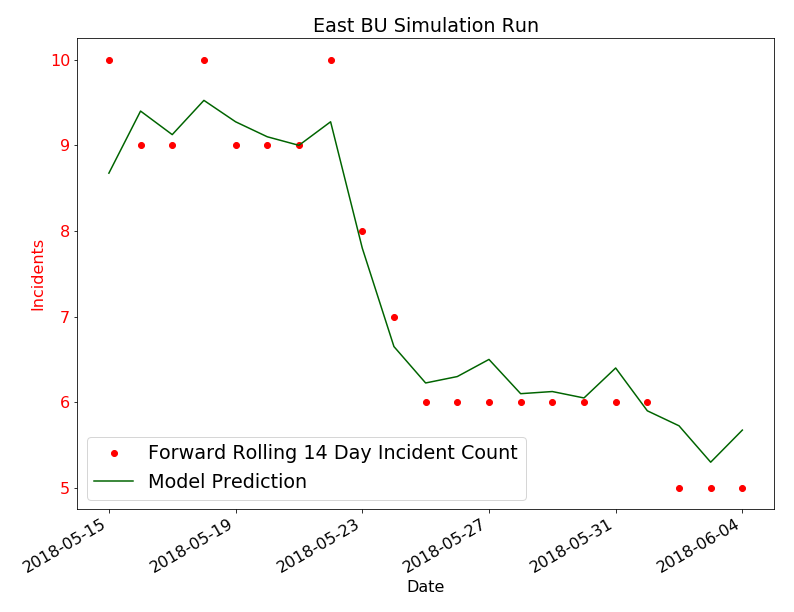 East BU Simulation Run
10
9
8
7
6
5
Incidents
Forward Rolling 14 Day Incident Count
Model Prediction
2018-05-15
2018-05-19
2018-05-23
2018-05-27
2018-05-31
2018-06-04
Date